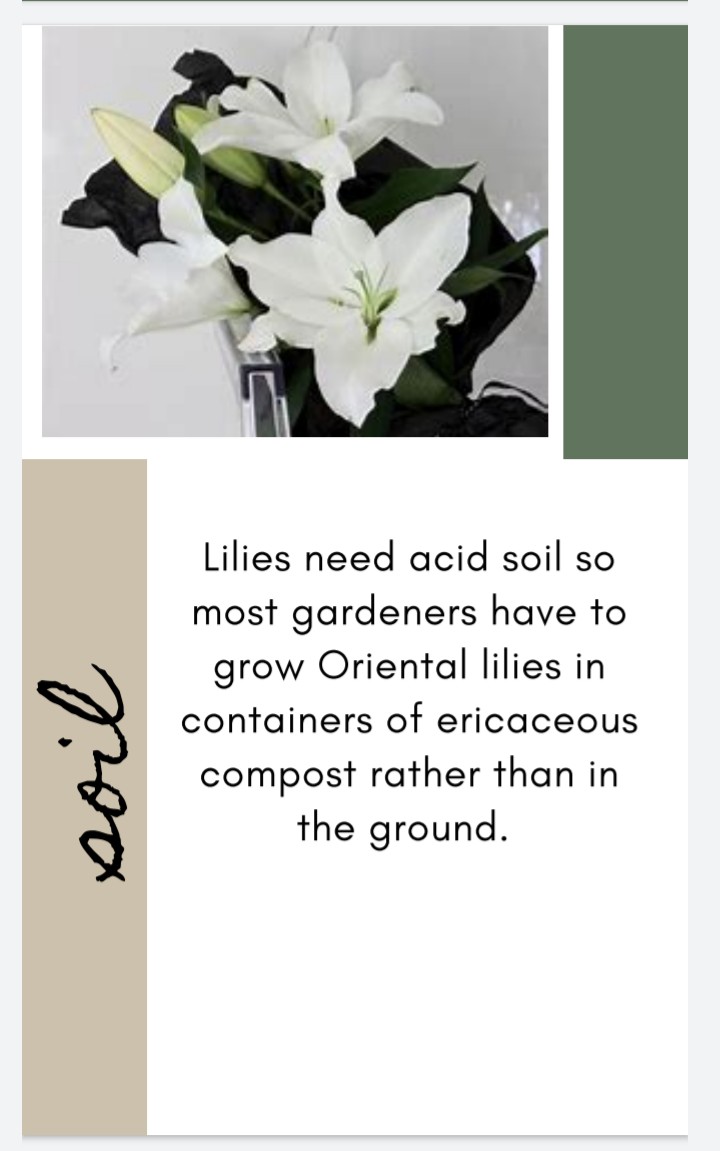 soil
Lilies need acid soil so
most gardeners have to
grow Oriental lilies in
containers of ericaceous
compost rather than in
the ground.